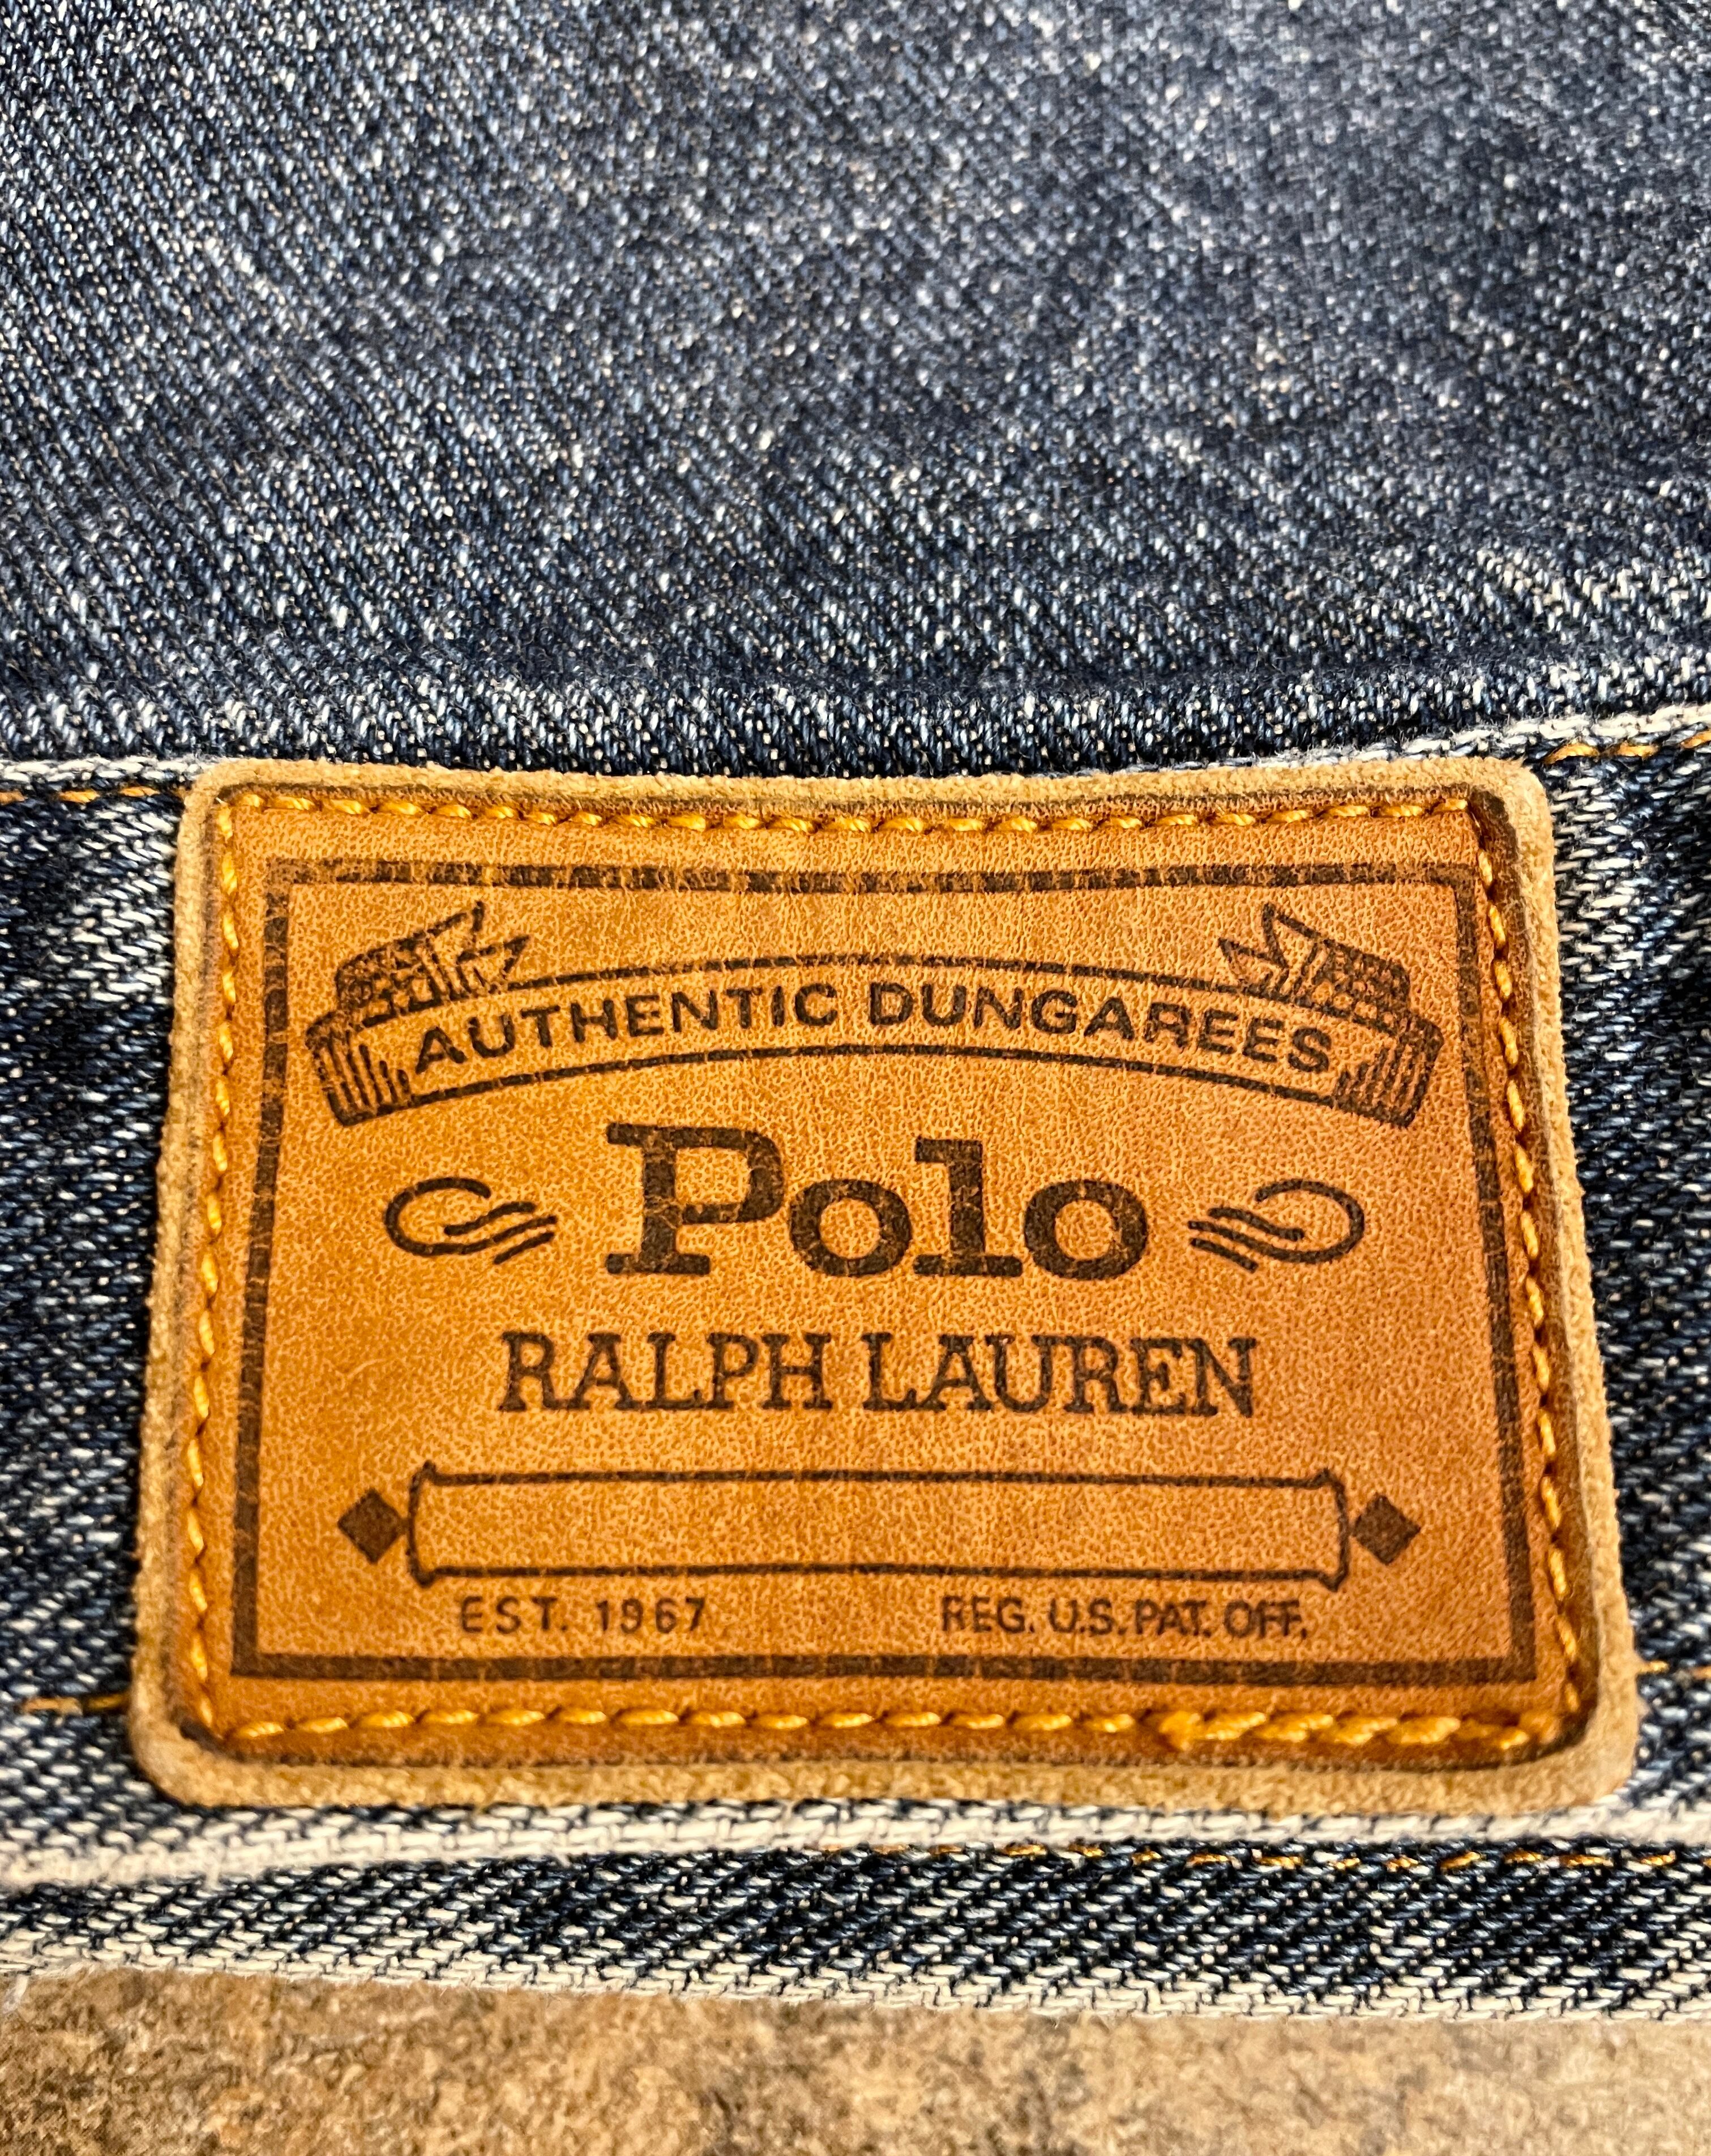 AUTHENTIC DUNGAREES
Polo
RALPH LAUREN
EST. 1967 REG. U.S. PAT. OFF.